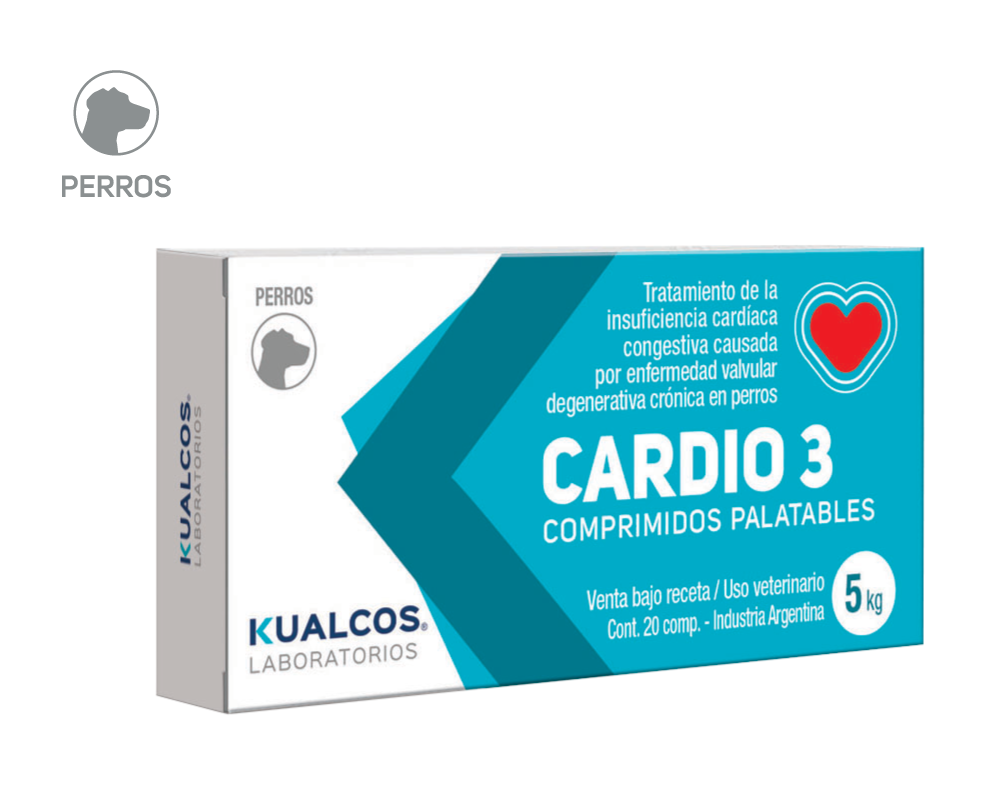 PERROS
PERROS
KUALCOS®
LABORATORIOS
KUALCOS®
LABORATORIOS
Tratamiento de la
insuficiencia cardíaca
congestiva causada
por enfermedad valvular
degenerativa crónica en perros
CARDIO 3
COMPRIMIDOS PALATABLES
Venta bajo receta / Uso veterinario
Cont. 20 comp. - Industria Argentina
5 kg